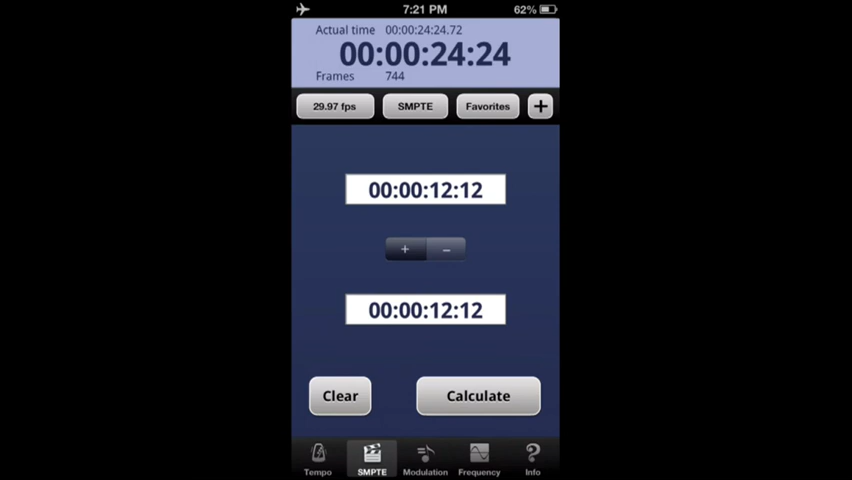 7:21 PM 62%
Actual time 00:00:24:24.72
00:00:24:24
Frames 744
29.97 fps SMPTE Favorites +
00:00:12:12
+ −
00:00:12:12
Clear Calculate
Tempo SMPTE Modulation Frequency Info